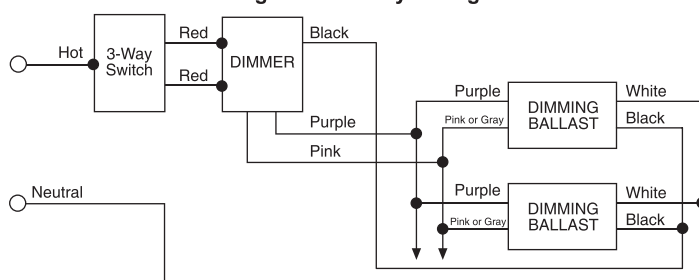 Hot
3-Way
Switch
Red
Red
DIMMER
Black
Purple
Pink
Neutral
Purple
Pink or Gray
DIMMING
BALLAST
White
Black
Purple
Pink or Gray
DIMMING
BALLAST
White
Black